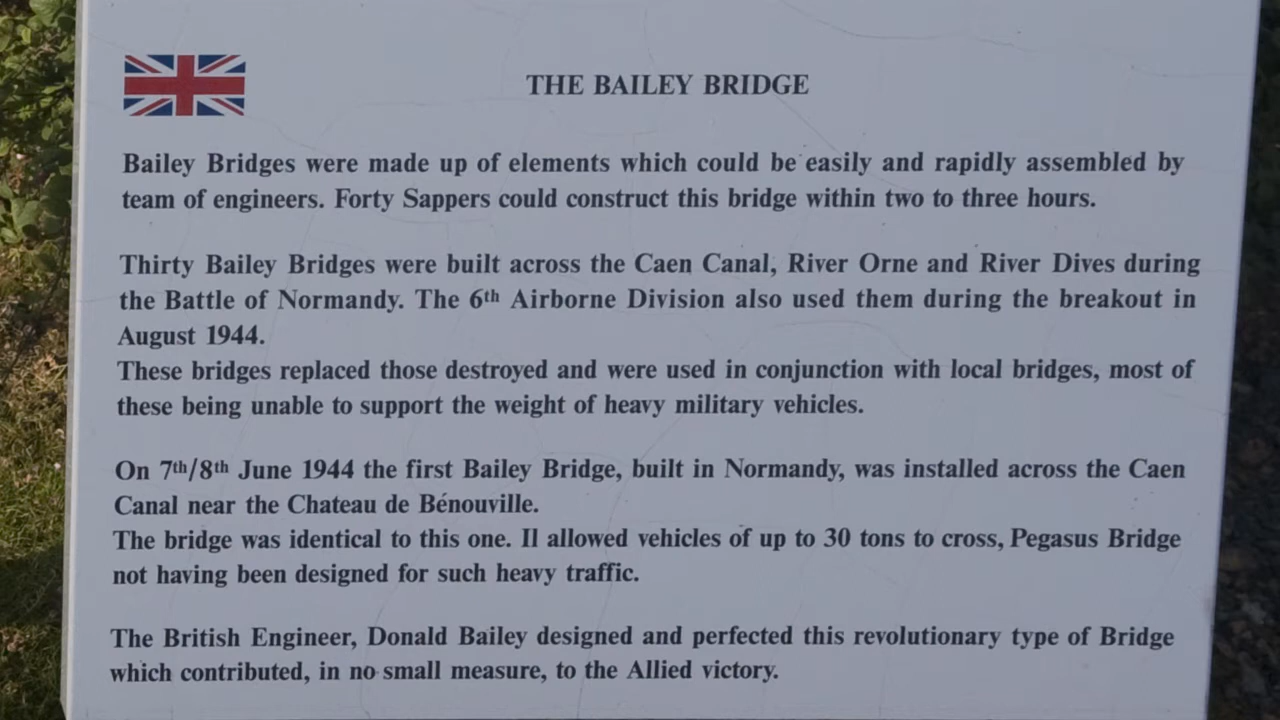 THE BAILEY BRIDGE
Bailey Bridges were made up of elements which could be easily and rapidly assembled by
team of engineers. Forty Sappers could construct this bridge within two to three hours.
Thirty Bailey Bridges were built across the Caen Canal, River Orne and River Dives during
the Battle of Normandy. The 6th Airborne Division also used them during the breakout in
August 1944.
These bridges replaced those destroyed and were used in conjunction with local bridges, most of
these being unable to support the weight of heavy military vehicles.
On 7th/8th June 1944 the first Bailey Bridge, built in Normandy, was installed across the Caen
Canal near the Chateau de Bénouville.
The bridge was identical to this one. Il allowed vehicles of up to 30 tons to cross, Pegasus Bridge
not having been designed for such heavy traffic.
The British Engineer, Donald Bailey designed and perfected this revolutionary type of Bridge
which contributed, in no small measure, to the Allied victory.